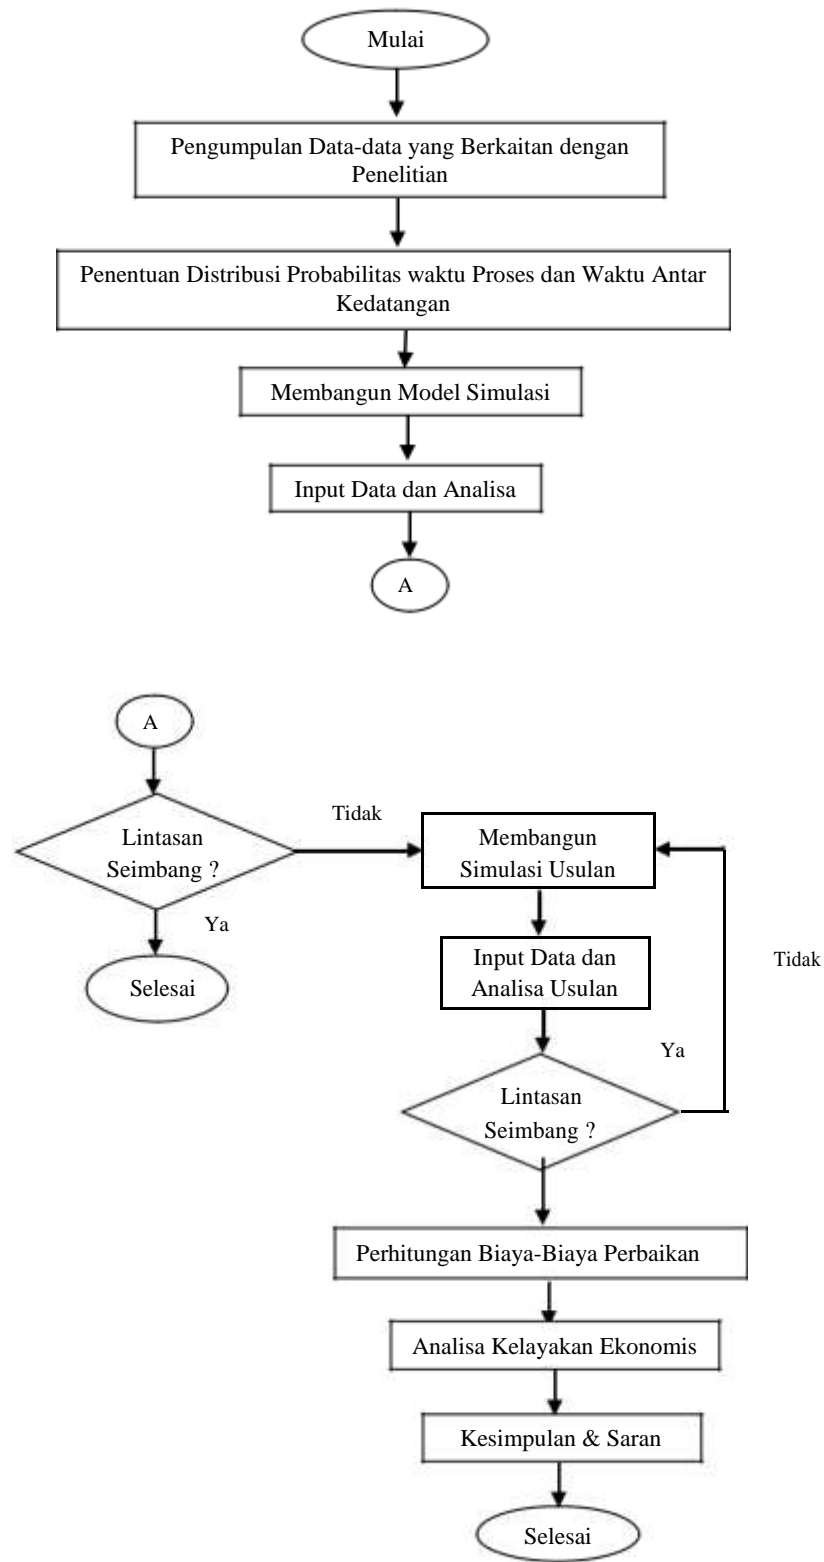 Mulai
Pengumpulan Data-data yang Berkaitan dengan
Penelitian
Penentuan Distribusi Probabilitas waktu Proses dan Waktu Antar
Kedatangan
Membangun Model Simulasi
Input Data dan Analisa
A
A
Lintasan
Seimbang ?
Tidak
Ya
Selesai
Membangun
Simulasi Usulan
Input Data dan
Analisa Usulan
Tidak
Ya
Lintasan
Seimbang ?
Perhitungan Biaya-Biaya Perbaikan
Analisa Kelayakan Ekonomis
Kesimpulan & Saran
Selesai